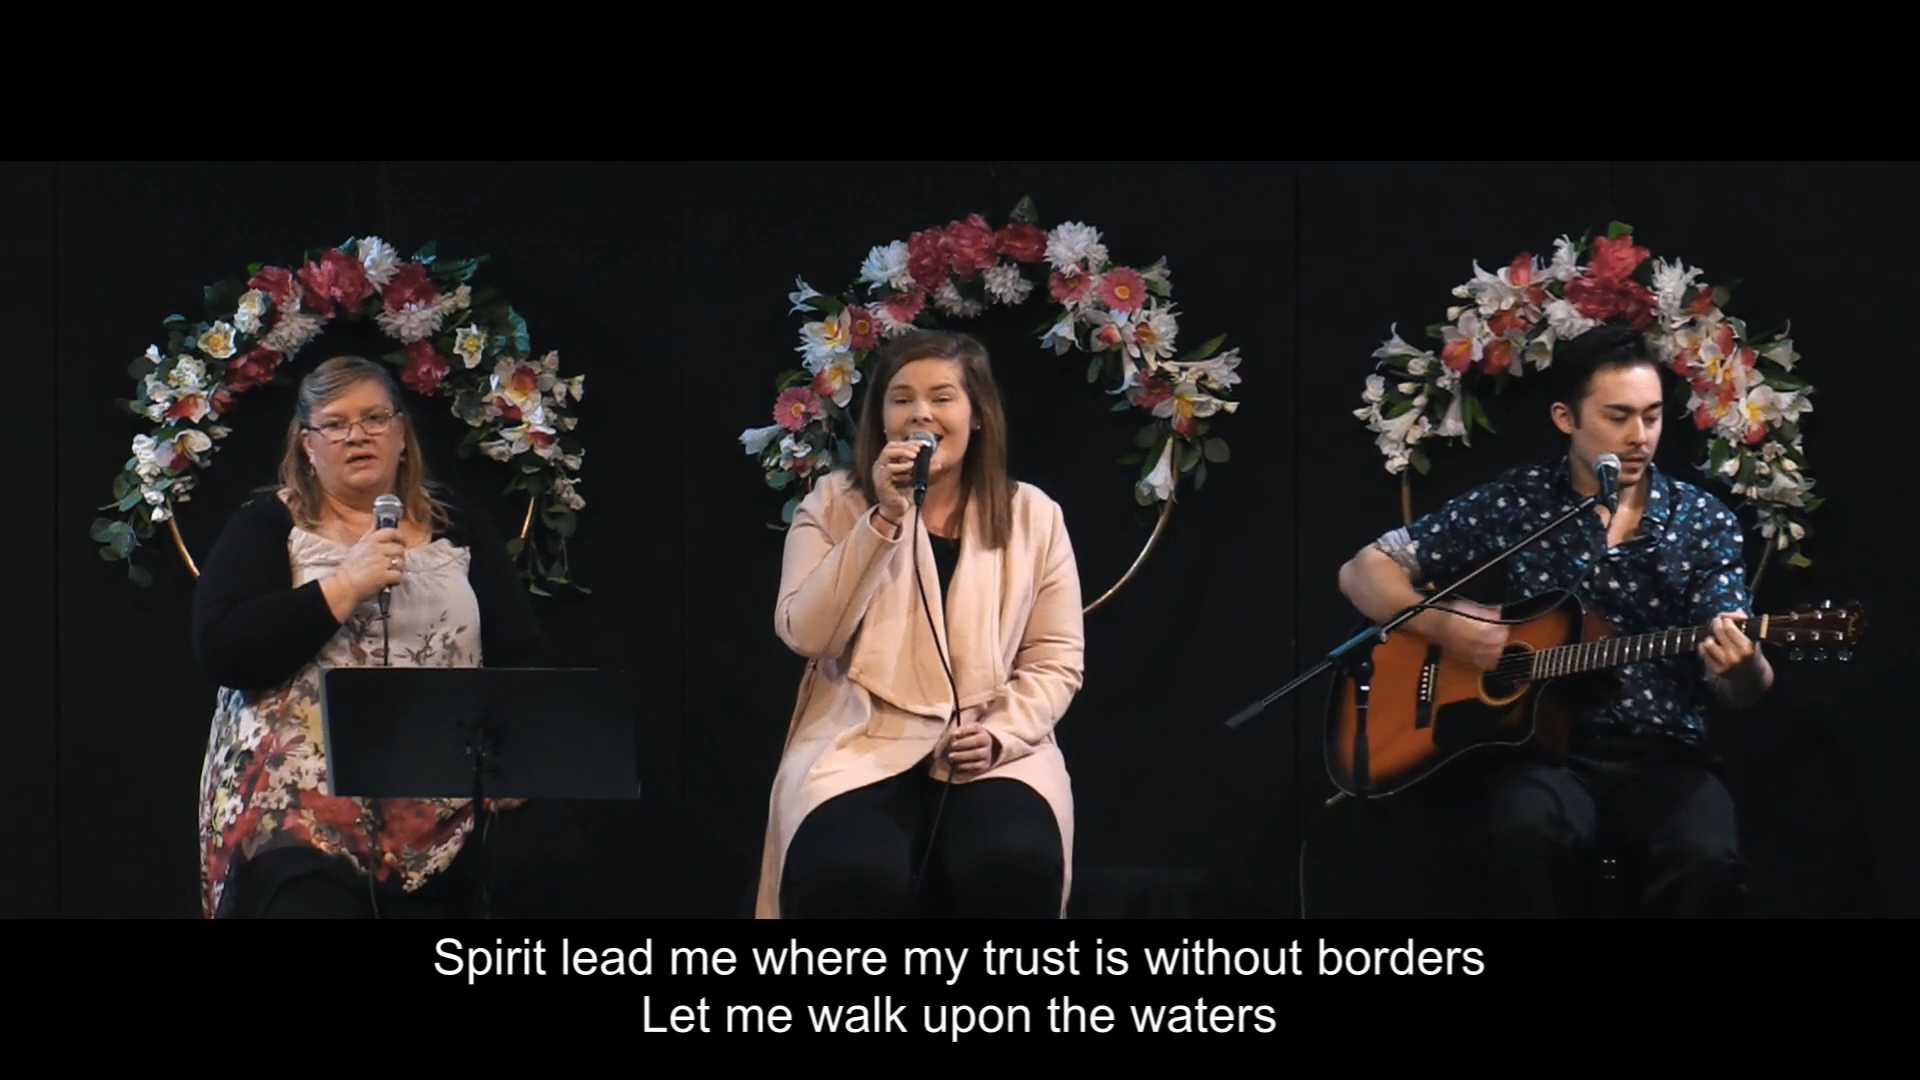 Spirit lead me where my trust is without borders
Let me walk upon the waters